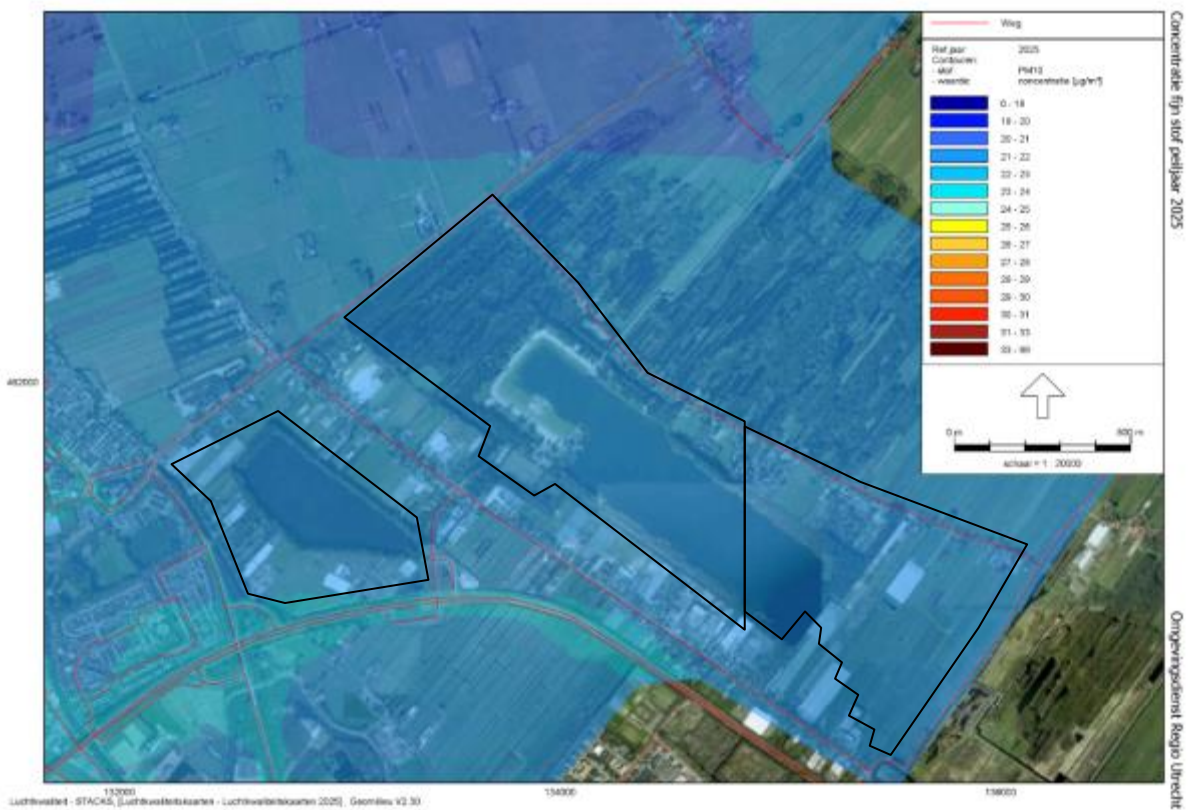 Concentratie fijn stof peiljaar 2025
Weg
Ref.jaar 2025
Contouren
- stof PM10
- waarde concentratie [µg/m³]
0 - 18
18 - 20
20 - 21
21 - 22
22 - 23
23 - 24
24 - 25
25 - 26
26 - 27
27 - 28
28 - 29
29 - 30
30 - 31
31 - 33
33 - 99
0 m 800 m
schaal = 1 : 20000
462000
132000 134000 136000
Luchtkwaliteit - STACKS, [Luchtkwaliteitskaarten - Luchtkwaliteitskaarten 2025] , Geomilieu V2.30
Omgevingsdienst Regio Utrecht